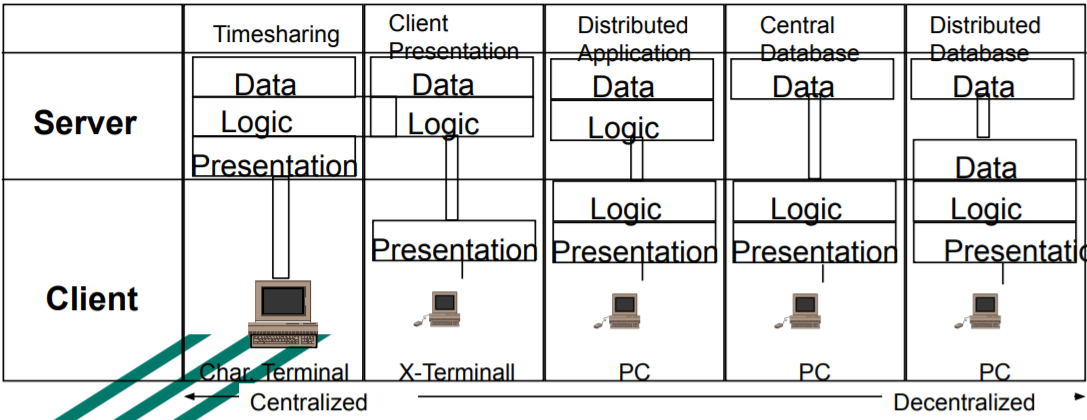 Timesharing
Client
Presentation
Distributed
Application
Central
Database
Distributed
Database
Server
Data
Data
Data
Data
Data
Logic
Logic
Logic
Presentation
Data
Logic
Logic
Logic
Presentation
Presentation
Presentation
Presentatio
Client
Char. Terminal
X-Terminall
PC
PC
PC
Centralized
Decentralized